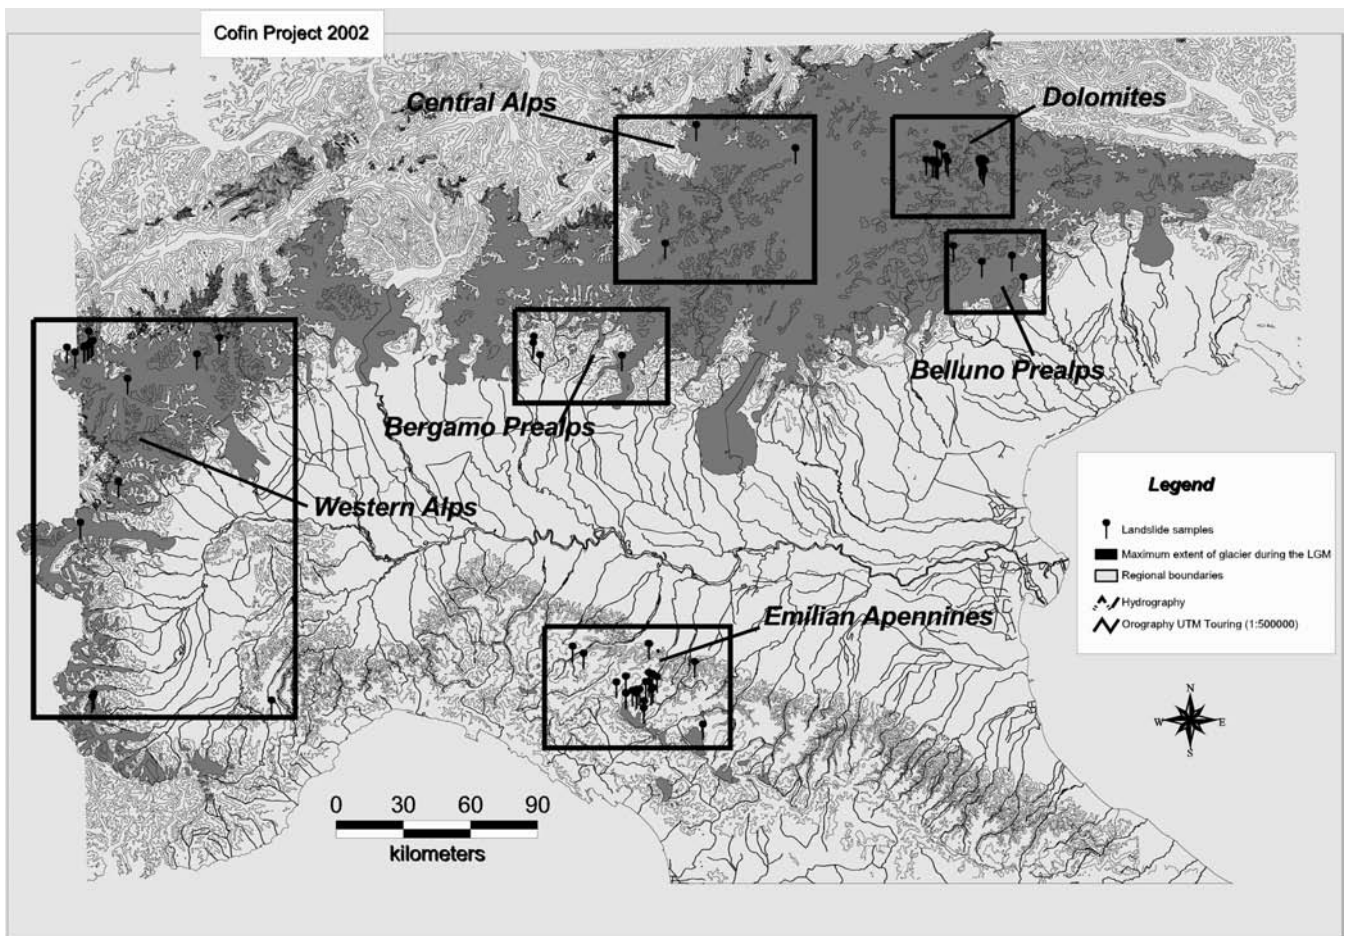 Cofin Project 2002
Central Alps
Dolomites
Belluno Prealps
Bergamo Prealps
Western Alps
Emilian Apennines
Legend
Landslide samples
Maximum extent of glacier during the LGM
Regional boundaries
Hydrography
Orography UTM Touring (1:500000)
N
W E
S
0 30 60 90
kilometers